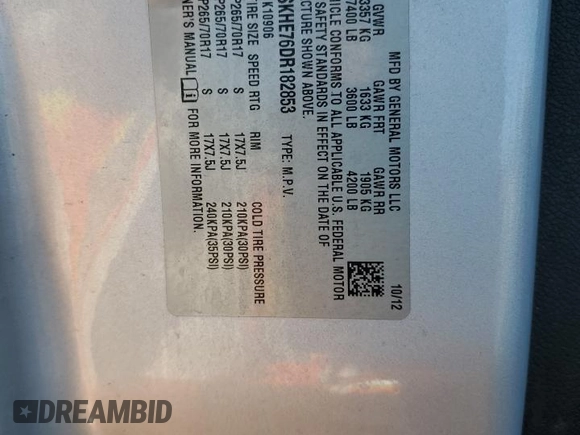 MFD BY GENERAL MOTORS LLC 10/12
GVWR GAWR FRT GAWR RR
3357 KG 1633 KG 1905 KG
7400 LB 3600 LB 4200 LB
VEHICLE CONFORMS TO ALL APPLICABLE U.S. FEDERAL MOTOR
SAFETY STANDARDS IN EFFECT ON THE DATE OF
CTURE SHOWN ABOVE.
SKHE76DR182853 TYPE: M.P.V.
K10906
IRE SIZE SPEED RTG RIM COLD TIRE PRESSURE
P265/70R17 S 17X7.5J 210KPA(30PSI)
P265/70R17 S 17X7.5J 210KPA(30PSI)
P265/70R17 S 17X7.5J 240KPA(35PSI)
NER'S MANUAL FOR MORE INFORMATION.
DREAMBID